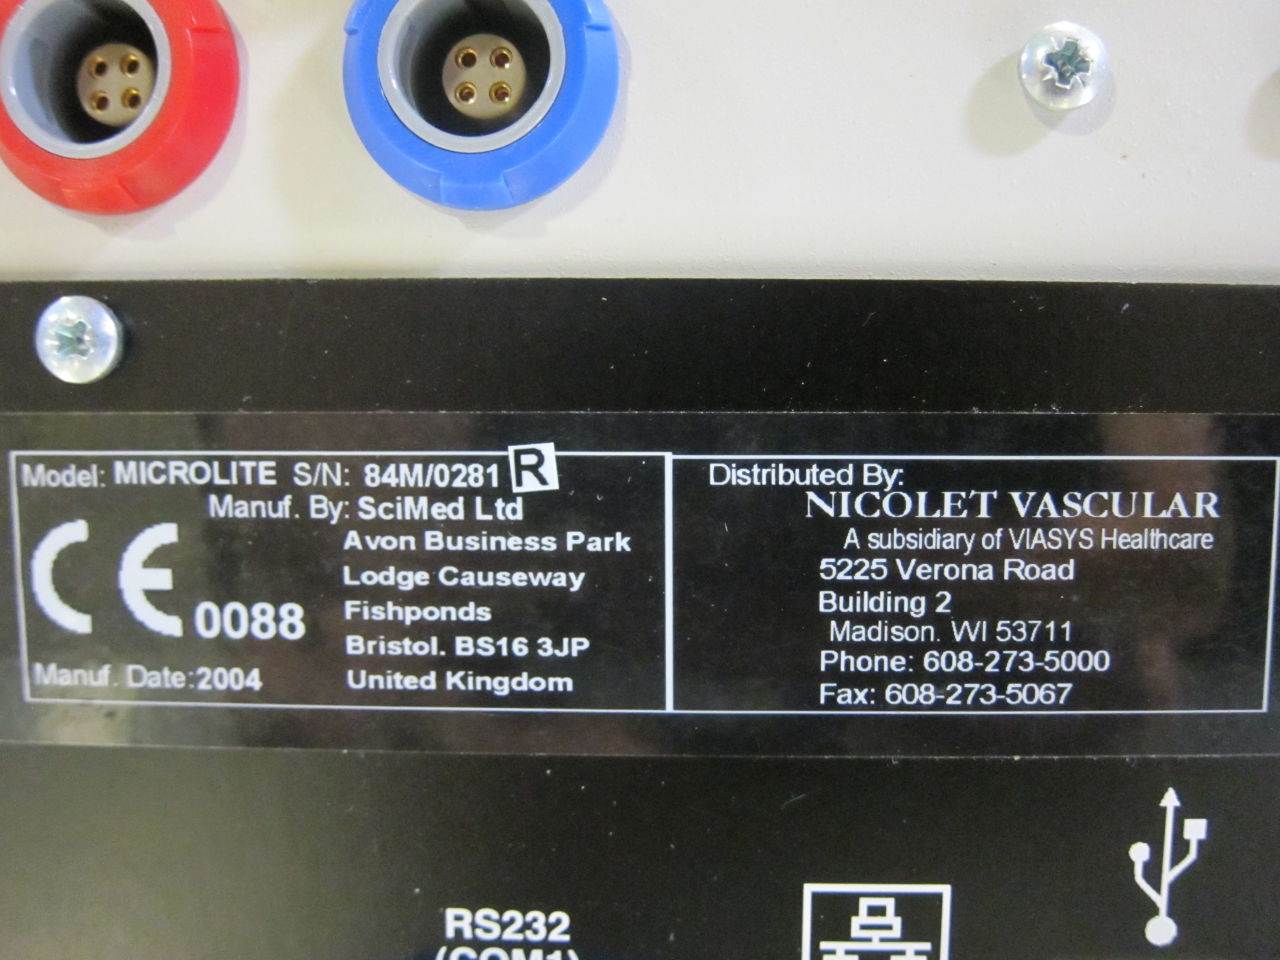 Model: MICROLITE S/N: 84M/0281 R
Manuf. By: SciMed Ltd
Avon Business Park
Lodge Causeway
Fishponds
Bristol. BS16 3JP
United Kingdom
CE 0088
Manuf. Date:2004
Distributed By:
NICOLET VASCULAR
A subsidiary of VIASYS Healthcare
5225 Verona Road
Building 2
Madison. WI 53711
Phone: 608-273-5000
Fax: 608-273-5067
RS232
(COM1)